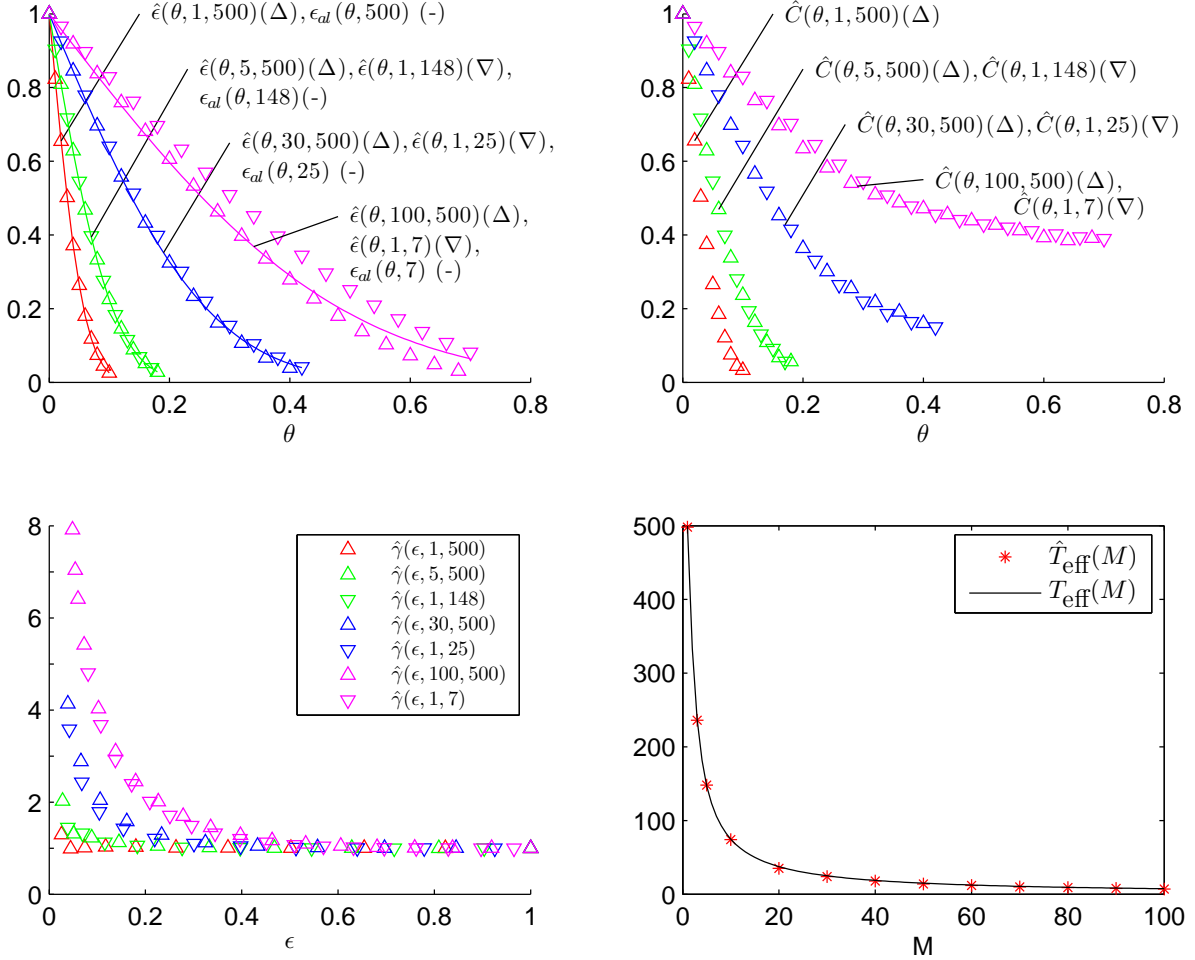 1
0.8
0.6
0.4
0.2
0
0 0.2 0.4 0.6 0.8
θ
ε̂(θ, 1, 500)(Δ), ϵ_al(θ, 500) (-)
ε̂(θ, 5, 500)(Δ), ε̂(θ, 1, 148)(∇),
ϵ_al(θ, 148) (-)
ε̂(θ, 30, 500)(Δ), ε̂(θ, 1, 25)(∇),
ϵ_al(θ, 25) (-)
ε̂(θ, 100, 500)(Δ),
ε̂(θ, 1, 7)(∇),
ϵ_al(θ, 7) (-)
1
0.8
0.6
0.4
0.2
0
0 0.2 0.4 0.6 0.8
θ
Ĉ(θ, 1, 500)(Δ)
Ĉ(θ, 5, 500)(Δ), Ĉ(θ, 1, 148)(∇)
Ĉ(θ, 30, 500)(Δ), Ĉ(θ, 1, 25)(∇)
Ĉ(θ, 100, 500)(Δ),
Ĉ(θ, 1, 7)(∇)
8
6
4
2
0
0 0.2 0.4 0.6 0.8 1
ϵ
γ̂(ϵ, 1, 500)
γ̂(ϵ, 5, 500)
γ̂(ϵ, 1, 148)
γ̂(ϵ, 30, 500)
γ̂(ϵ, 1, 25)
γ̂(ϵ, 100, 500)
γ̂(ϵ, 1, 7)
500
400
300
200
100
0
0 20 40 60 80 100
M
T̂_eff(M)
T_eff(M)